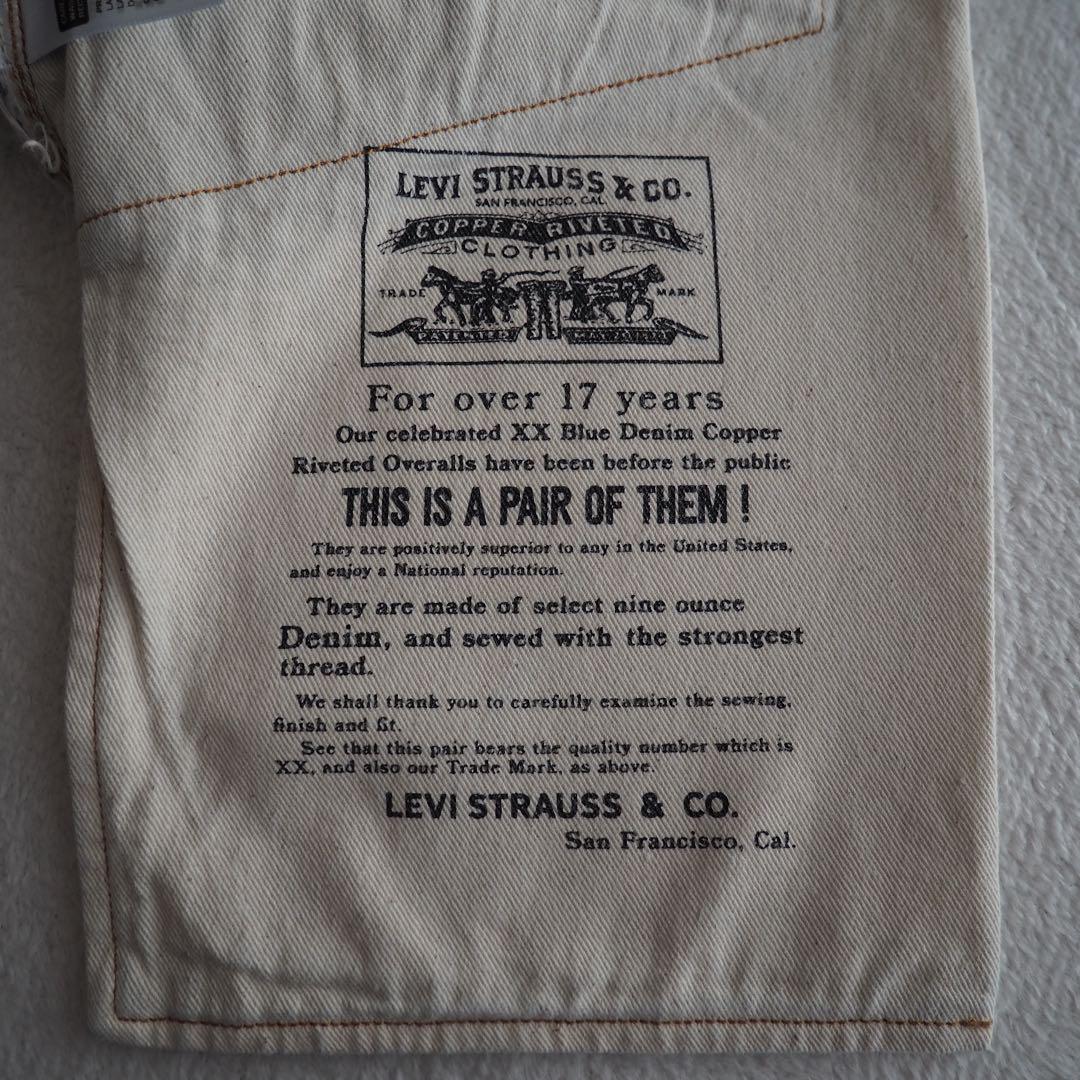 LEVI STRAUSS & CO.
SAN FRANCISCO, CAL.
COPPER RIVETED
CLOTHING
TRADE MARK
PATENTED
For over 17 years
Our celebrated XX Blue Denim Copper
Riveted Overalls have been before the public
THIS IS A PAIR OF THEM !
They are positively superior to any in the United States,
and enjoy a National reputation.
They are made of select nine ounce
Denim, and sewed with the strongest
thread.
We shall thank you to carefully examine the sewing,
finish and fit.
See that this pair bears the quality number which is
XX, and also our Trade Mark, as above.
LEVI STRAUSS & CO.
San Francisco, Cal.